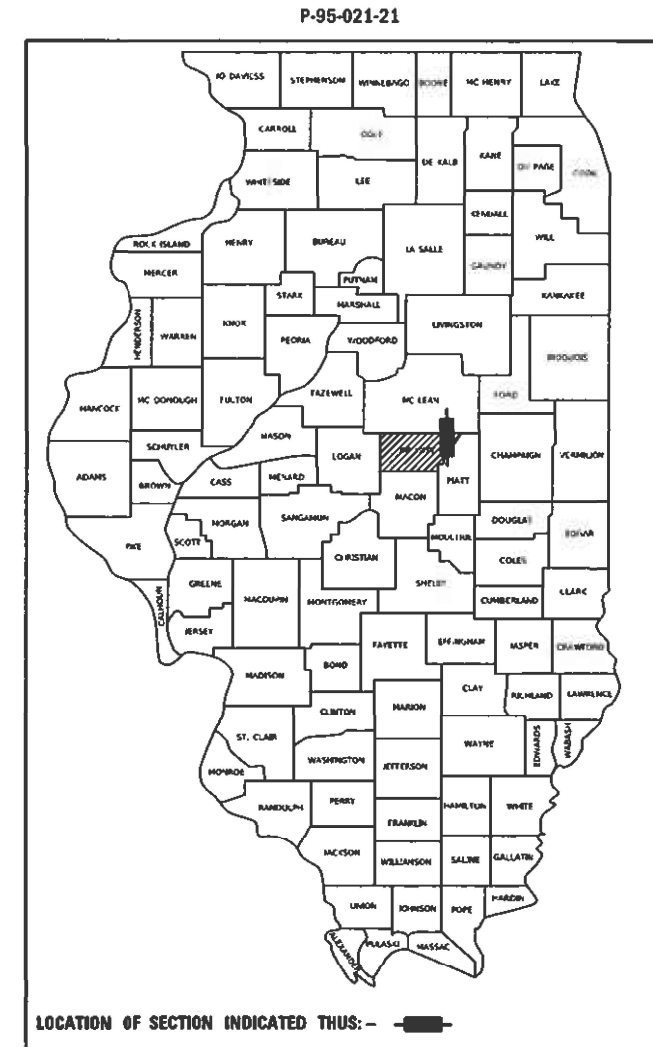 P-95-021-21
JO DAVIESS STEPHENSON WINNEBAGO BOONE MC HENRY LAKE
CARROLL OGLE DE KALB KANE DU PAGE COOK
WHITESIDE LEE KENDALL WILL
ROCK ISLAND HENRY BUREAU LA SALLE GRUNDY
MERCER PUTNAM KANKAKEE
STARK MARSHALL LIVINGSTON
HENDERSON WARREN KNOX PEORIA WOODFORD IROQUOIS
HANCOCK MC DONOUGH FULTON TAZEWELL MC LEAN FORD
SCHUYLER MASON LOGAN CHAMPAIGN VERMILION
ADAMS BROWN CASS MENARD MACON PIATT
PIKE SCOTT MORGAN SANGAMON CHRISTIAN MOULTRIE DOUGLAS EDGAR
COLES
GREENE MACOUPIN MONTGOMERY SHELBY CUMBERLAND CLARK
CALHOUN JERSEY FAYETTE EFFINGHAM JASPER CRAWFORD
MADISON BOND CLAY RICHLAND LAWRENCE
CLINTON MARION
ST. CLAIR WASHINGTON JEFFERSON WAYNE EDWARDS WABASH
MONROE
RANDOLPH PERRY FRANKLIN HAMILTON WHITE
JACKSON WILLIAMSON SALINE GALLATIN
UNION JOHNSON POPE HARDIN
ALEXANDER PULASKI MASSAC
LOCATION OF SECTION INDICATED THUS:-